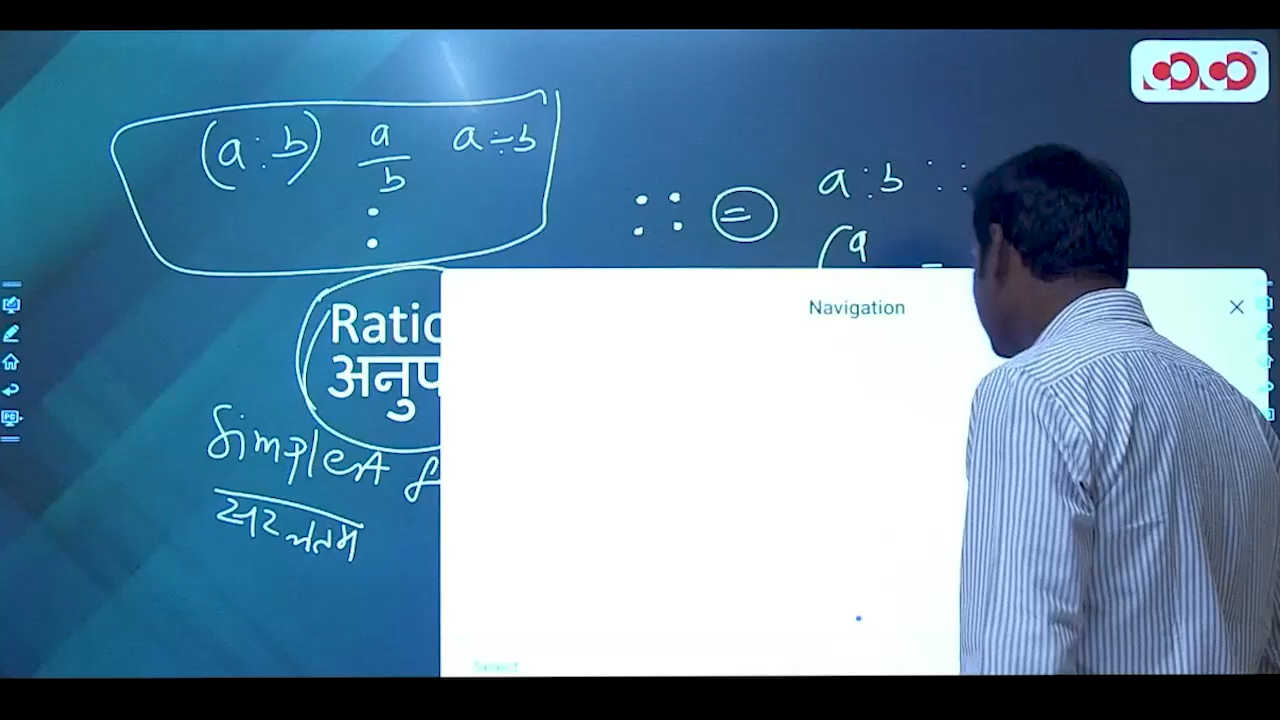 (a:b) a/b a÷b
:
:: = a:b ::
(a =
Ratio
अनुप
Simplest f
सरलतम
Navigation